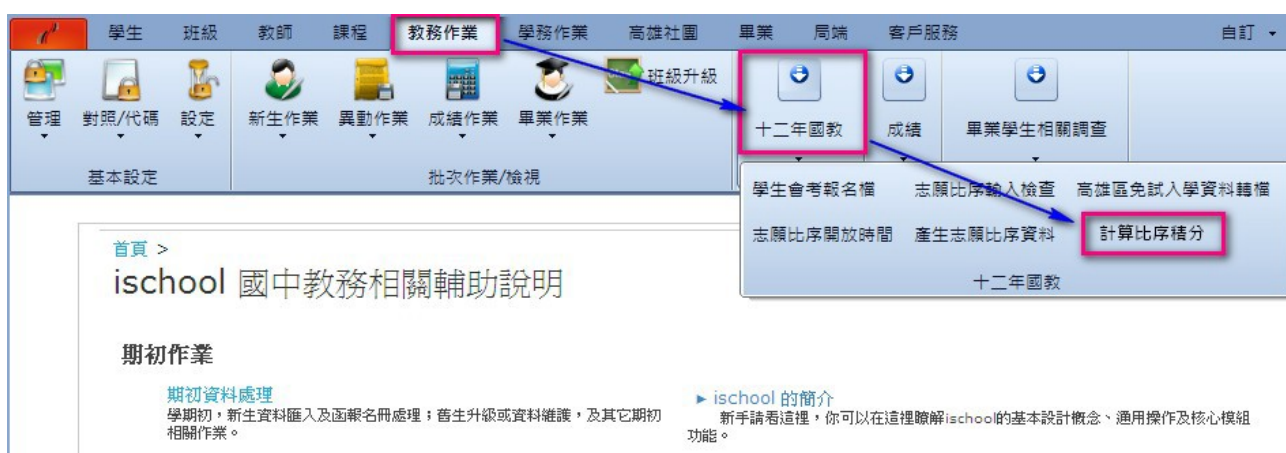 學生 班級 教師 課程 教務作業 學務作業 高雄社團 畢業 局端 客戶服務 自訂
班級升級
管理 對照/代碼 設定 新生作業 異動作業 成績作業 畢業作業 十二年國教 成績 畢業學生相關調查
基本設定 批次作業/檢視
學生會考報名檔 志願比序輸入檢查 高雄區免試入學資料轉檔
志願比序開放時間 產生志願比序資料 計算比序積分
十二年國教
首頁 >
ischool 國中教務相關輔助說明
期初作業
期初資料處理
學期初，新生資料匯入及函報名冊處理；舊生升級或資料維護，及其它期初
相關作業。
► ischool 的簡介
新手請看這裡，你可以在這裡瞭解ischool的基本設計概念、通用操作及核心模組
功能。